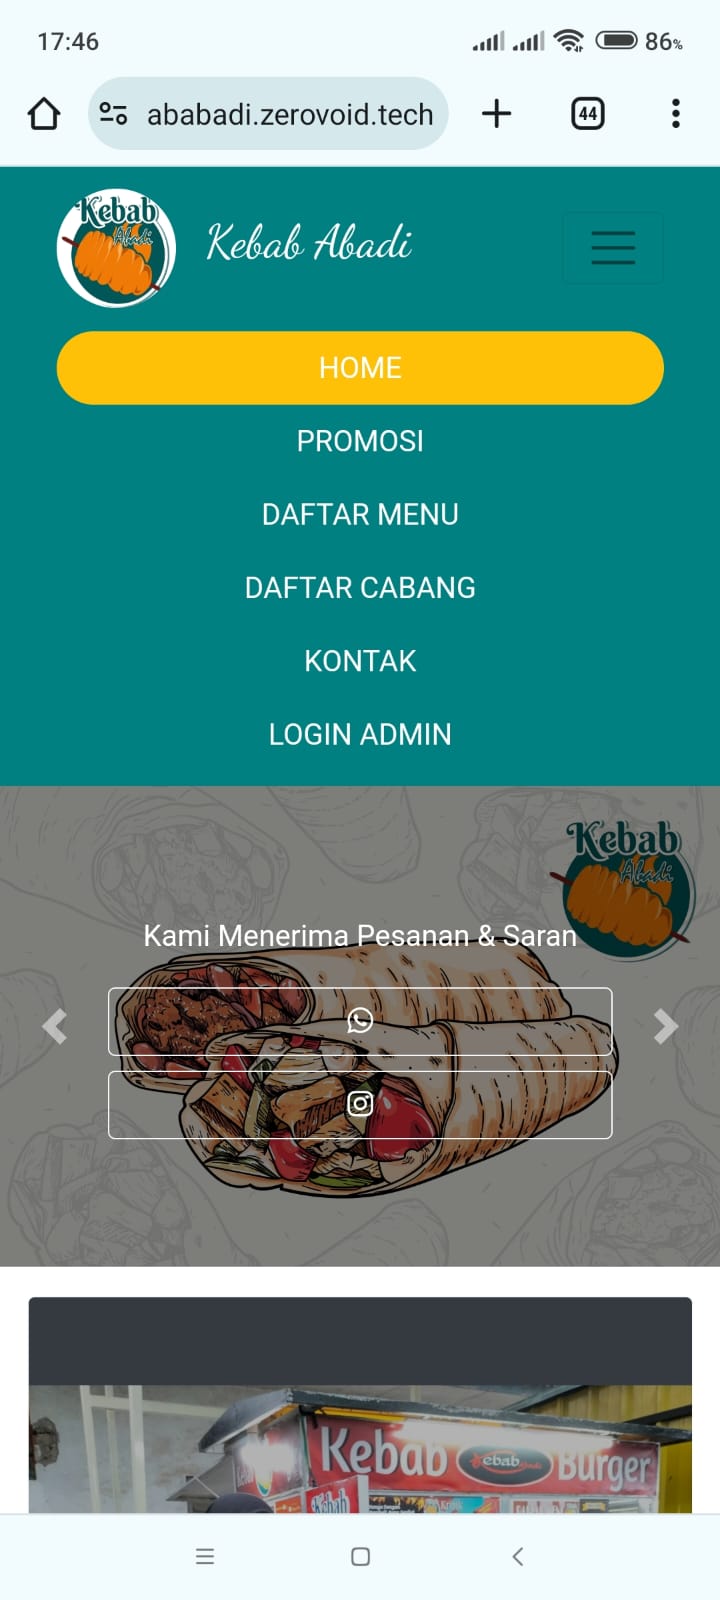 17:46
86%
ababadi.zerovoid.tech
44
Kebab
Abadi
Kebab Abadi
HOME
PROMOSI
DAFTAR MENU
DAFTAR CABANG
KONTAK
LOGIN ADMIN
Kebab
Abadi
Kami Menerima Pesanan & Saran
Kebab
ebab
Burger
Kebab